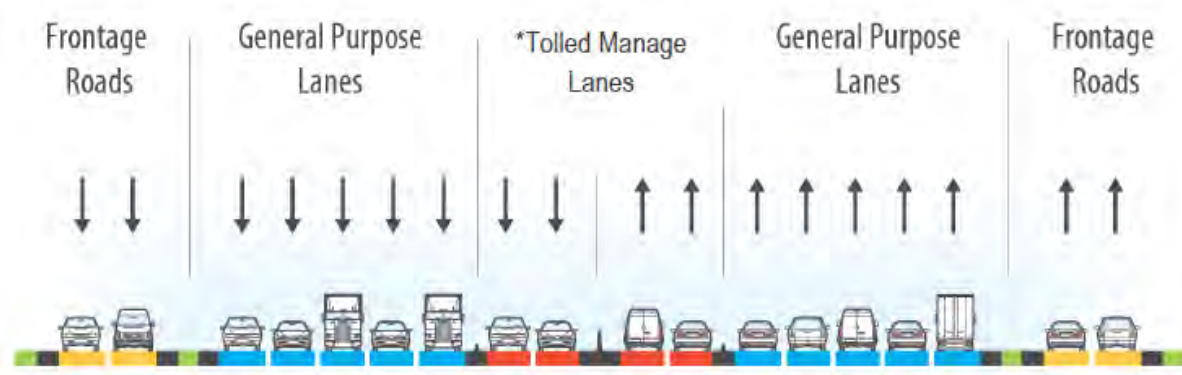 Frontage
Roads
General Purpose
Lanes
*Tolled Manage
Lanes
General Purpose
Lanes
Frontage
Roads